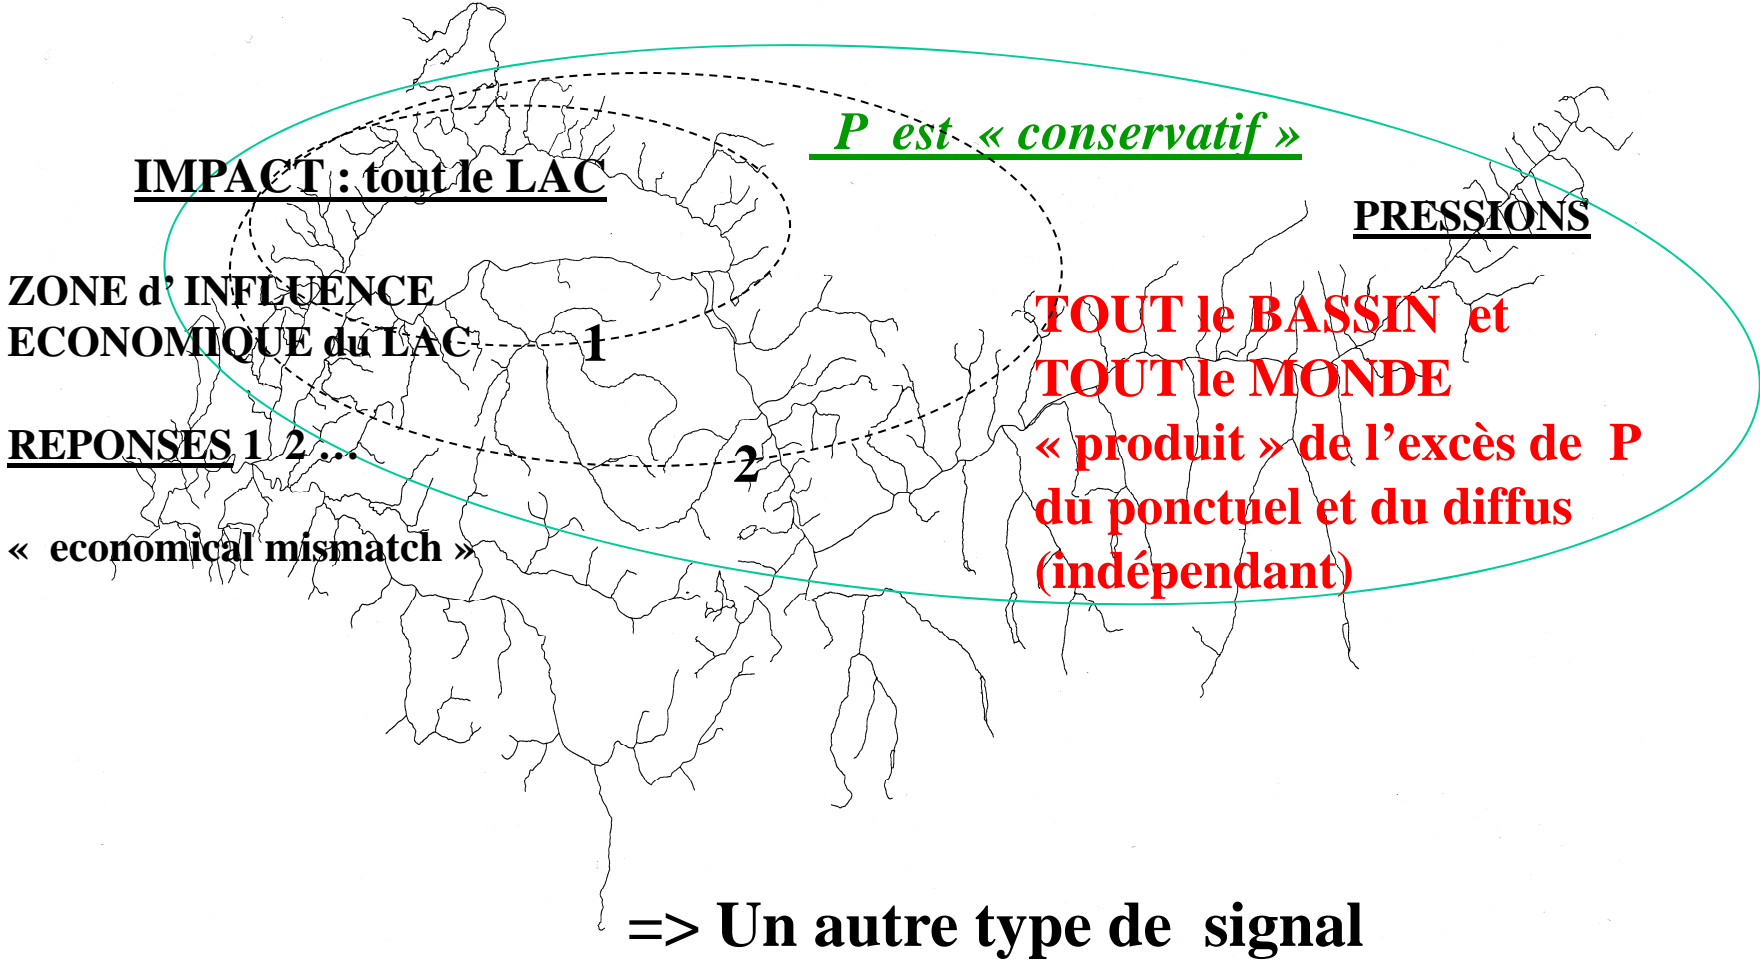 P est « conservatif »
IMPACT : tout le LAC
PRESSIONS
ZONE d’ INFLUENCE
ECONOMIQUE du LAC
1
TOUT le BASSIN et
TOUT le MONDE
« produit » de l’excès de P
du ponctuel et du diffus
(indépendant)
REPONSES 1 2 …
2
« economical mismatch »
=> Un autre type de signal